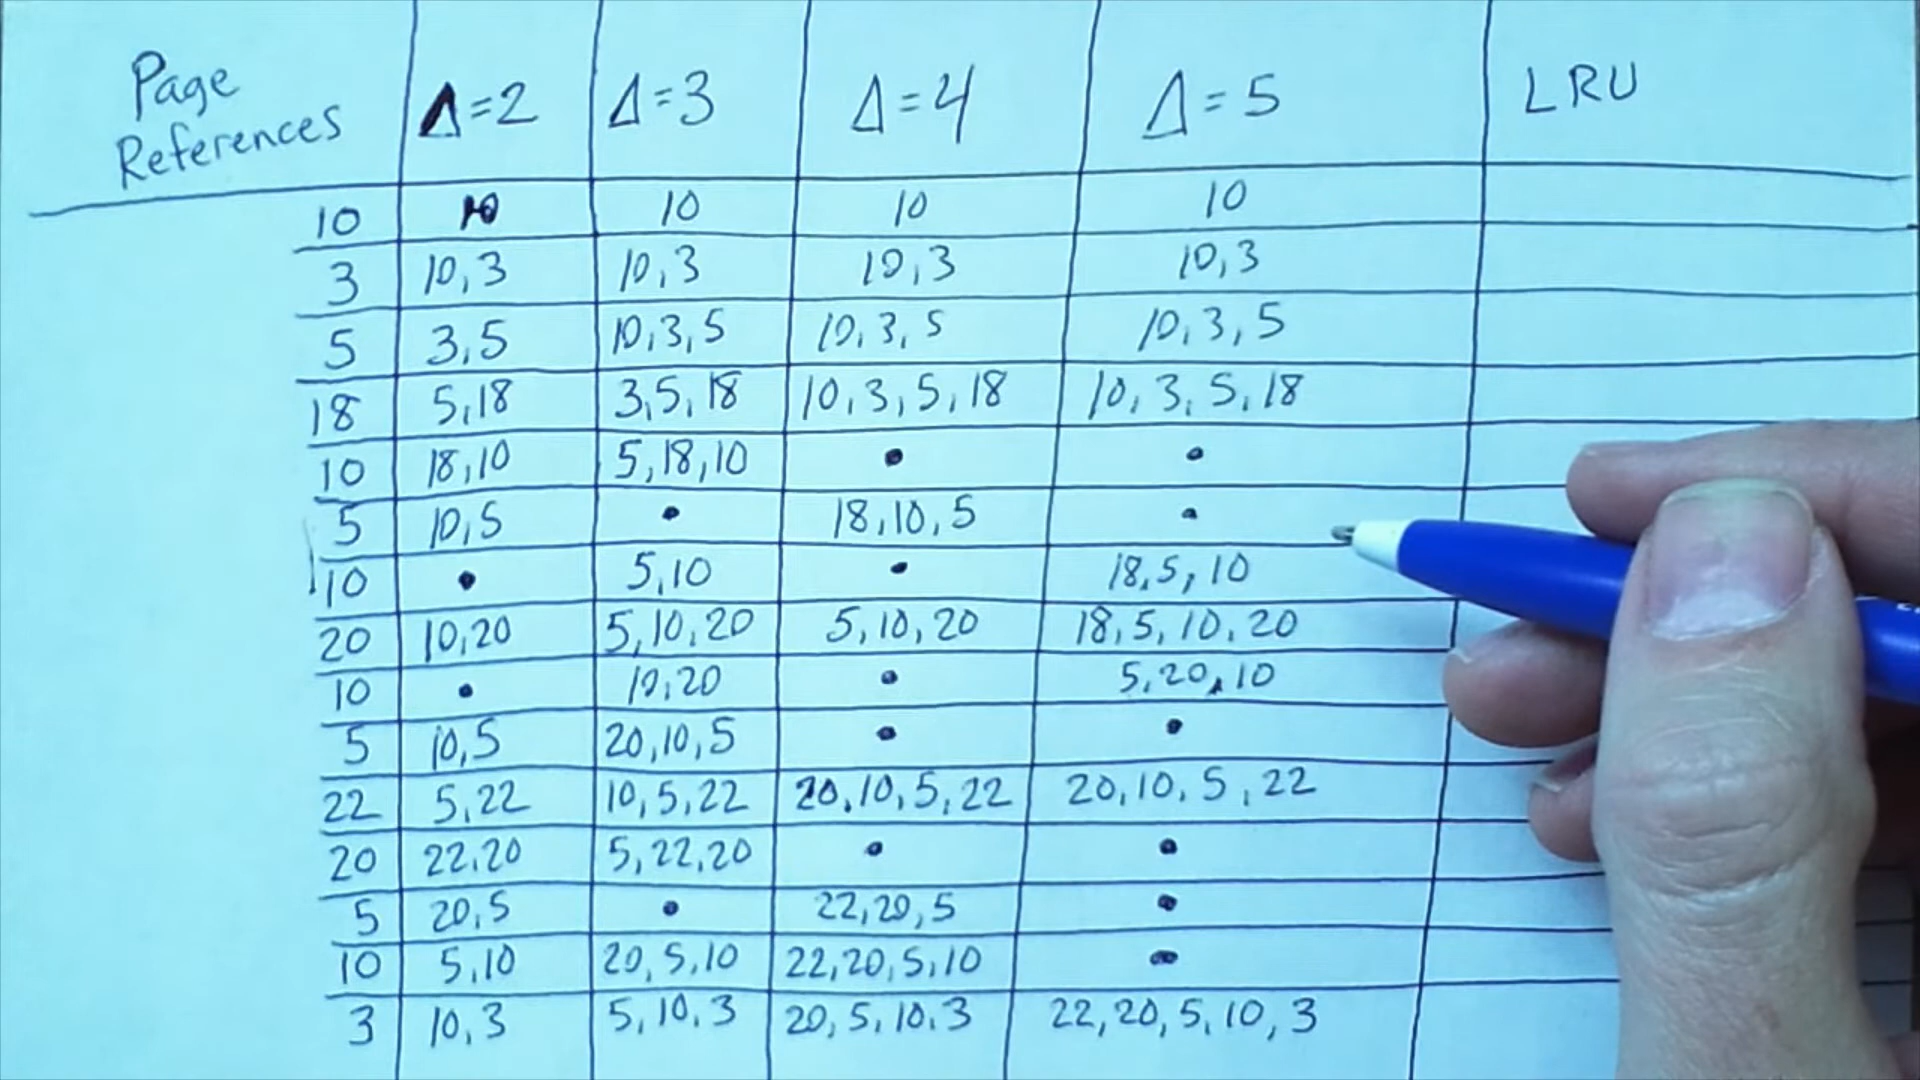 Page References Δ=2 Δ=3 Δ=4 Δ=5 LRU
10 10 10 10 10
3 10,3 10,3 10,3 10,3
5 3,5 10,3,5 10,3,5 10,3,5
18 5,18 3,5,18 10,3,5,18 10,3,5,18
10 18,10 5,18,10 • •
5 10,5 • 18,10,5 •
10 • 5,10 • 18,5,10
20 10,20 5,10,20 5,10,20 18,5,10,20
10 • 10,20 • 5,20,10
5 10,5 20,10,5 • •
22 5,22 10,5,22 20,10,5,22 20,10,5,22
20 22,20 5,22,20 • •
5 20,5 • 22,20,5 •
10 5,10 20,5,10 22,20,5,10 •
3 10,3 5,10,3 20,5,10,3 22,20,5,10,3